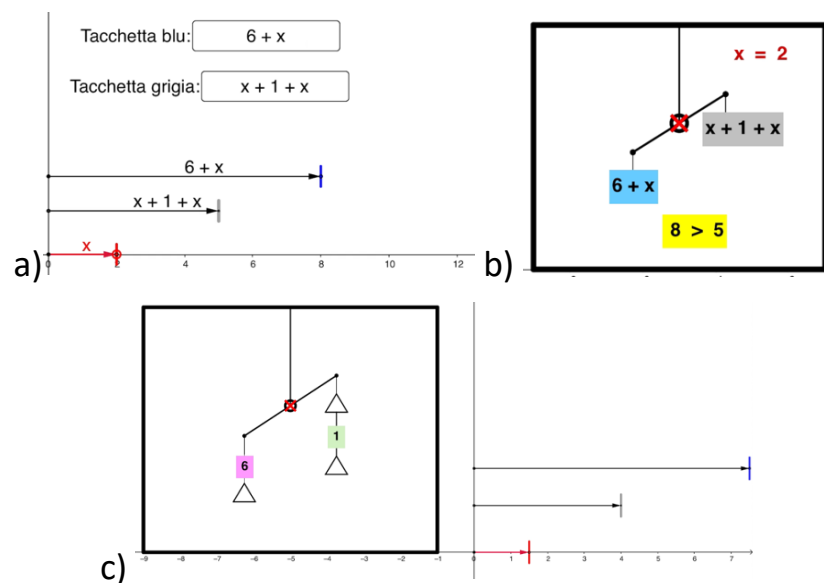 Tacchetta blu: 6 + x
Tacchetta grigia: x + 1 + x
6 + x
x + 1 + x
x
0 2 4 6 8 10 12
a)
x = 2
x + 1 + x
6 + x
8 > 5
b)
1
6
−9 −8 −7 −6 −5 −4 −3 −2 −1 0 1 2 3 4 5 6 7
c)